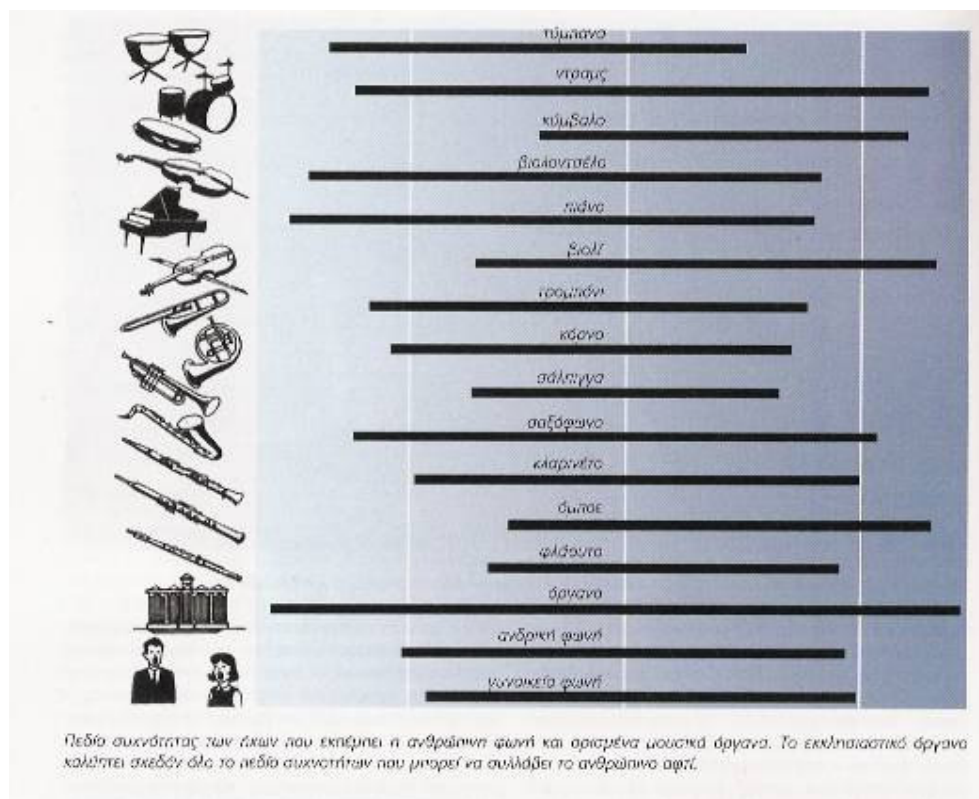 τύμπανο
ντραμς
κύμβαλο
βιολοντσέλο
πιάνο
βιολί
τρομπόνι
κόρνο
σάλπιγγα
σαξόφωνο
κλαρινέτο
όμποε
φλάουτο
όργανο
ανδρική φωνή
γυναικεία φωνή
Πεδίο συχνότητας των ήχων που εκπέμπει η ανθρώπινη φωνή και ορισμένα μουσικά όργανα. Το εκκλησιαστικό όργανο
καλύπτει σχεδόν όλο το πεδίο συχνοτήτων που μπορεί να συλλάβει το ανθρώπινο αφτί.